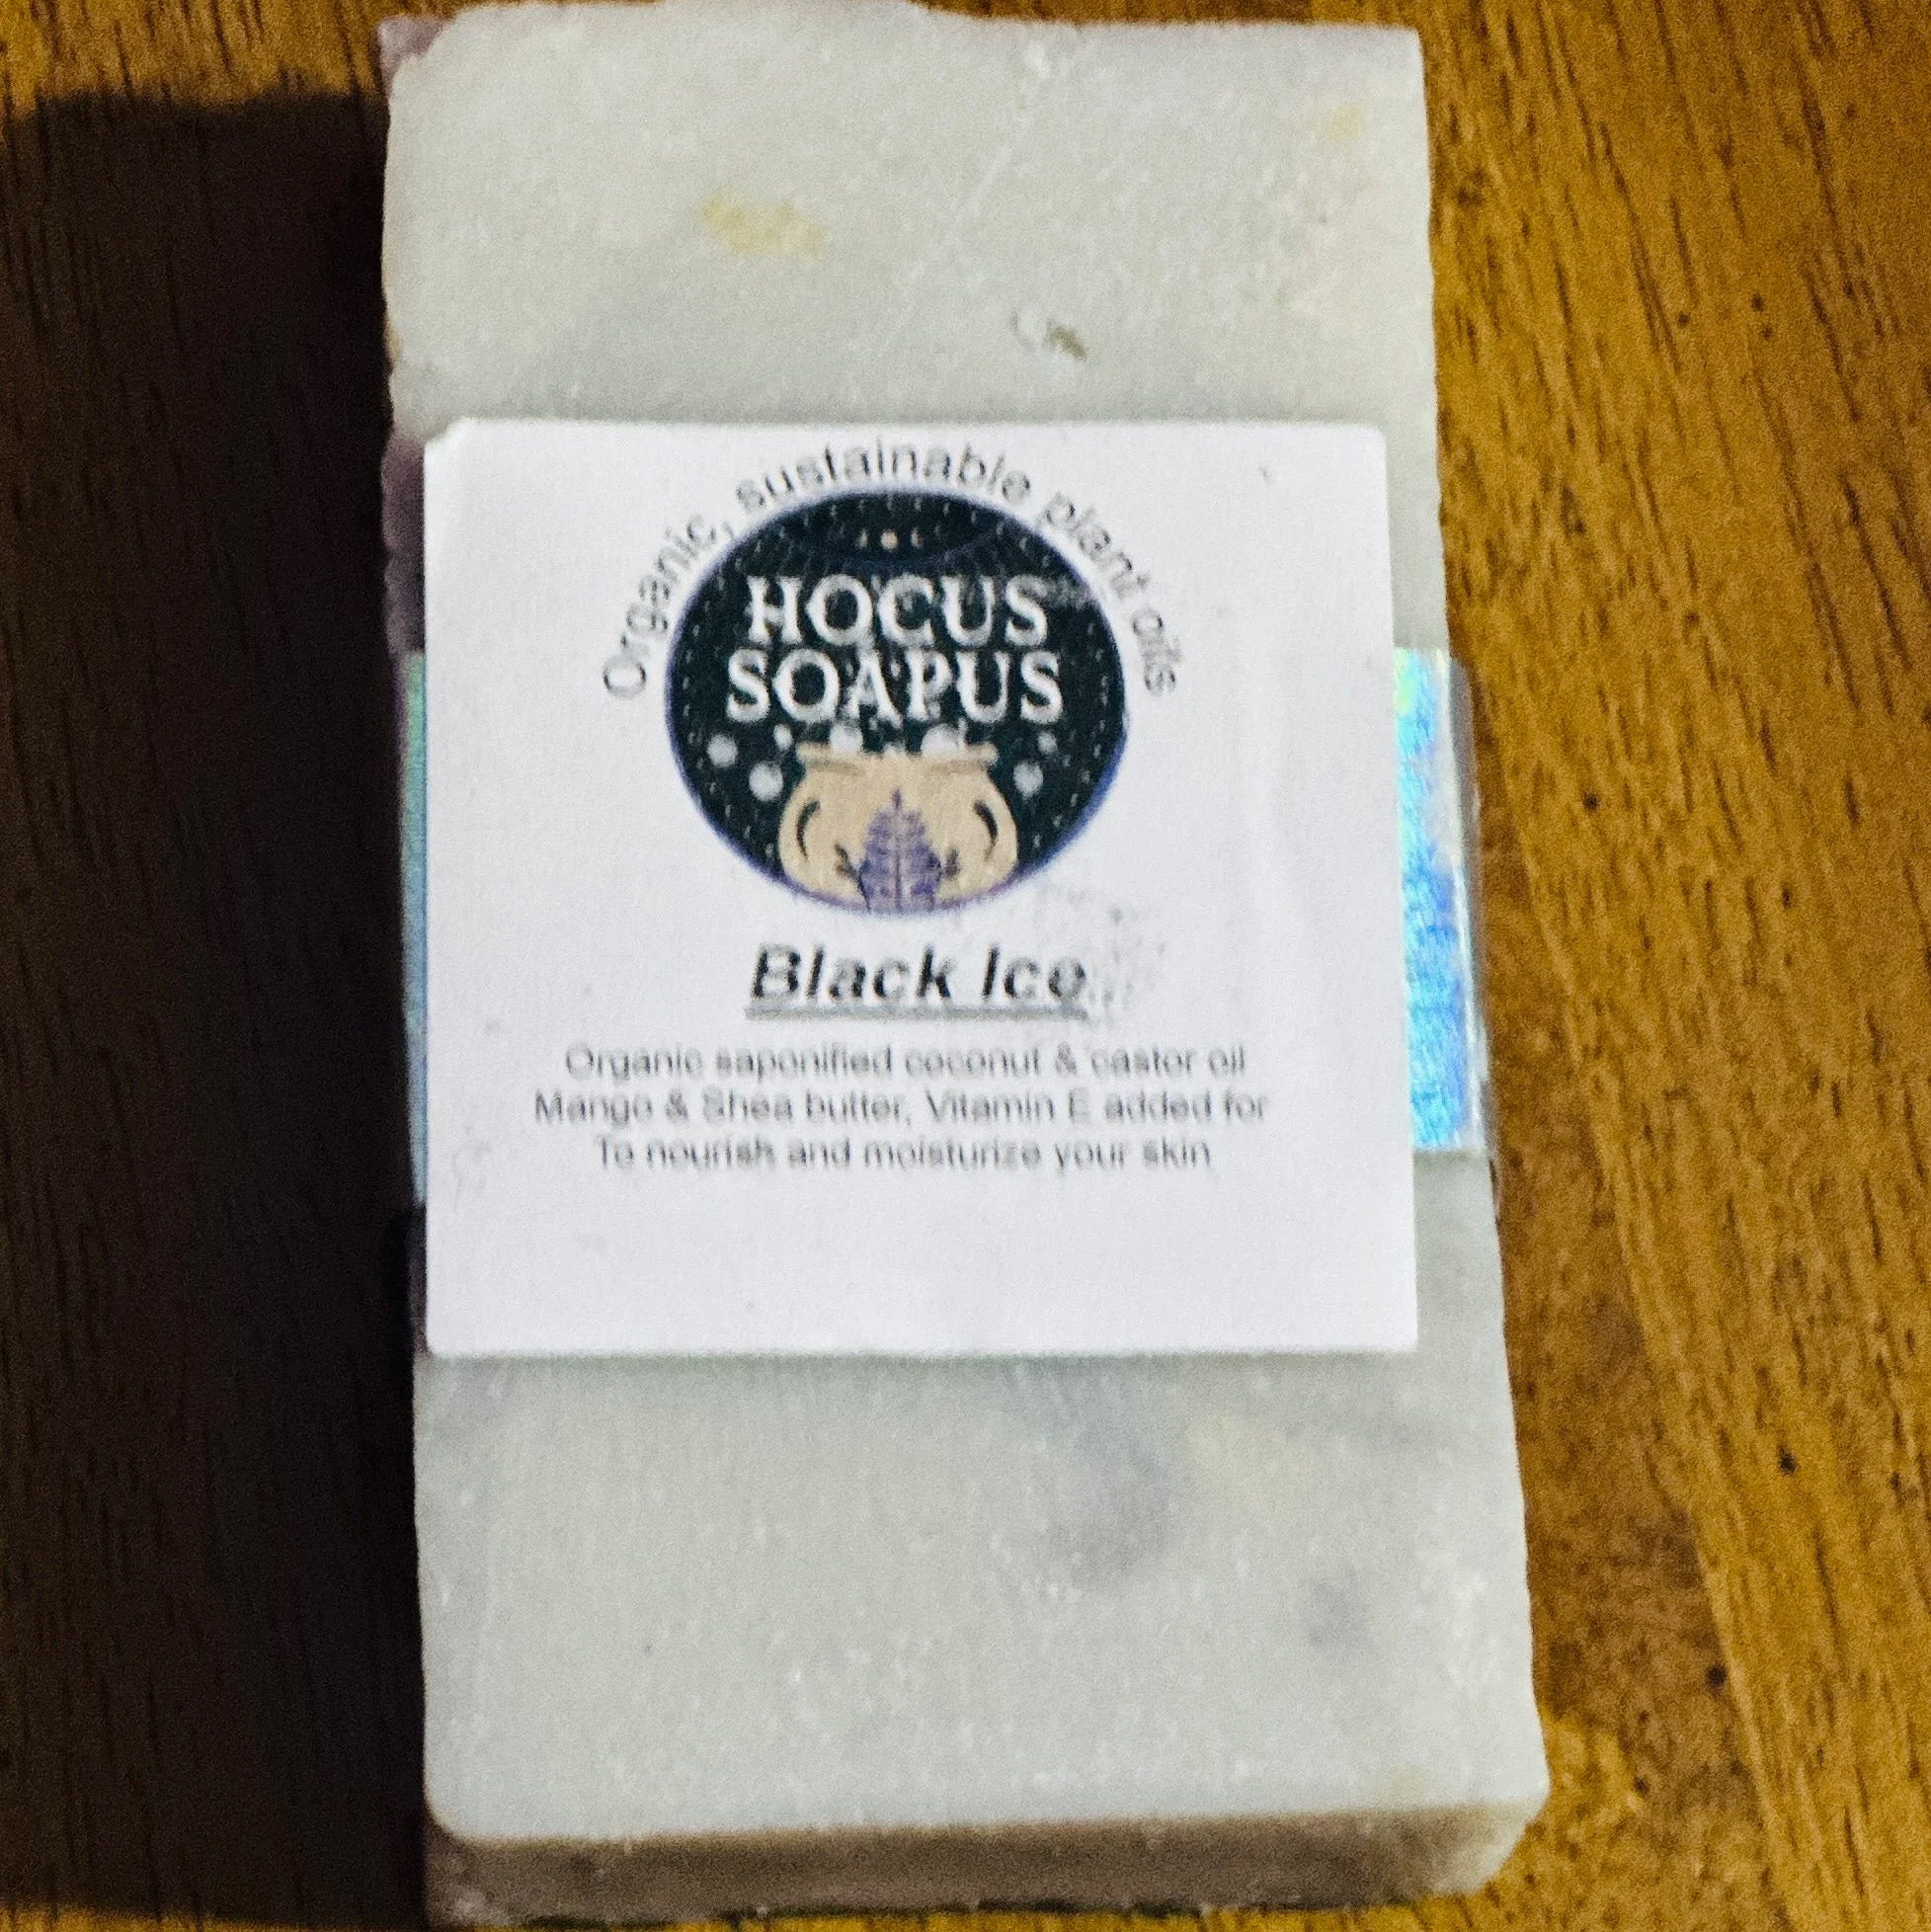 Organic, sustainable plant oils
HOCUS
SOAPUS
Black Ice
Organic saponified coconut & castor oil
Mango & Shea butter, Vitamin E added for
To nourish and moisturize your skin